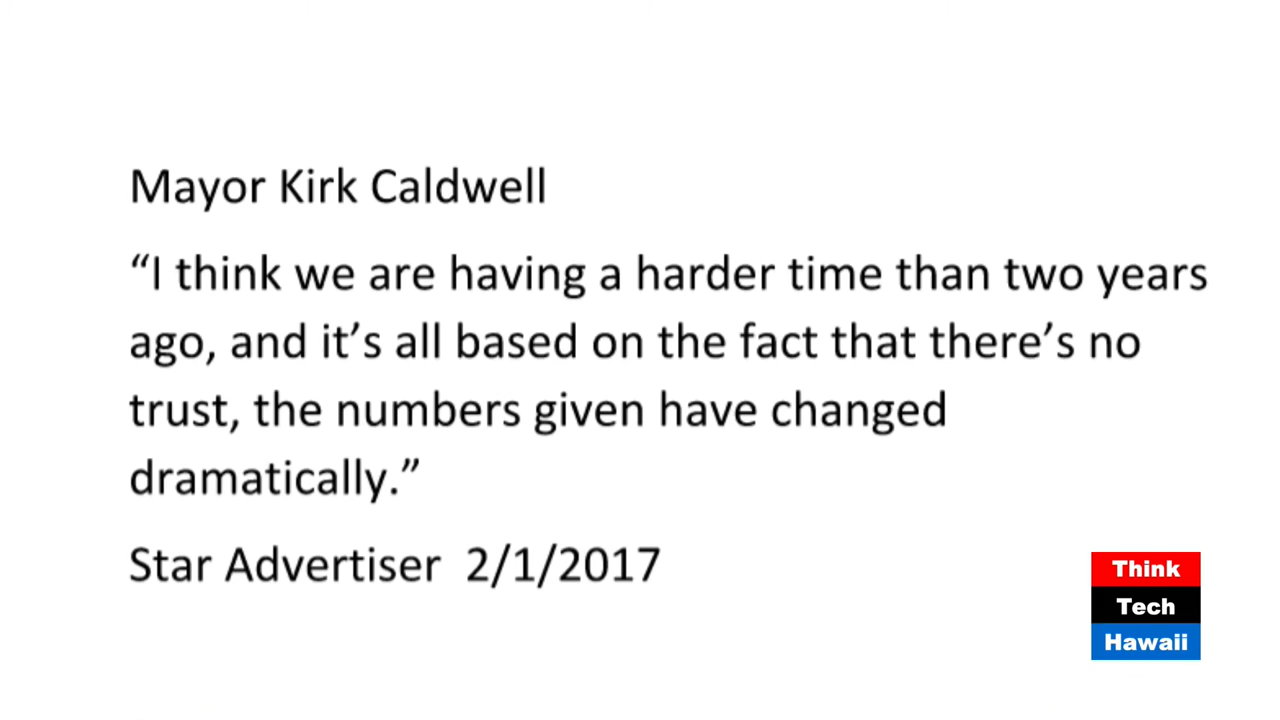 Mayor Kirk Caldwell
“I think we are having a harder time than two years
ago, and it’s all based on the fact that there’s no
trust, the numbers given have changed
dramatically.”
Star Advertiser 2/1/2017
Think
Tech
Hawaii